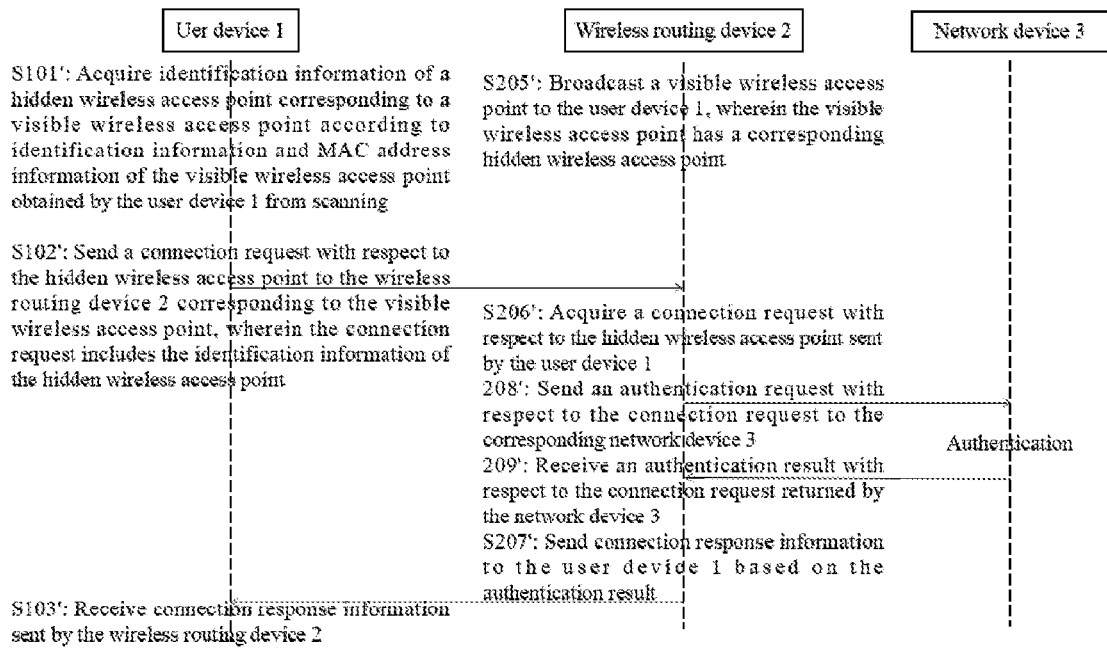 Uer device 1
Wireless routing device 2
Network device 3
S101': Acquire identification information of a
hidden wireless access point corresponding to a
visible wireless access point according to
identification information and MAC address
information of the visible wireless access point
obtained by the user device 1 from scanning
S205': Broadcast a visible wireless access
point to the user device 1, wherein the visible
wireless access point has a corresponding
hidden wireless access point
S102': Send a connection request with respect to
the hidden wireless access point to the wireless
routing device 2 corresponding to the visible
wireless access point, wherein the connection
request includes the identification information of
the hidden wireless access point
S206': Acquire a connection request with
respect to the hidden wireless access point sent
by the user device 1
208': Send an authentication request with
respect to the connection request to the
corresponding network device 3
Authentication
209': Receive an authentication result with
respect to the connection request returned by
the network device 3
S207': Send connection response information
to the user device 1 based on the
authentication result
S103': Receive connection response information
sent by the wireless routing device 2